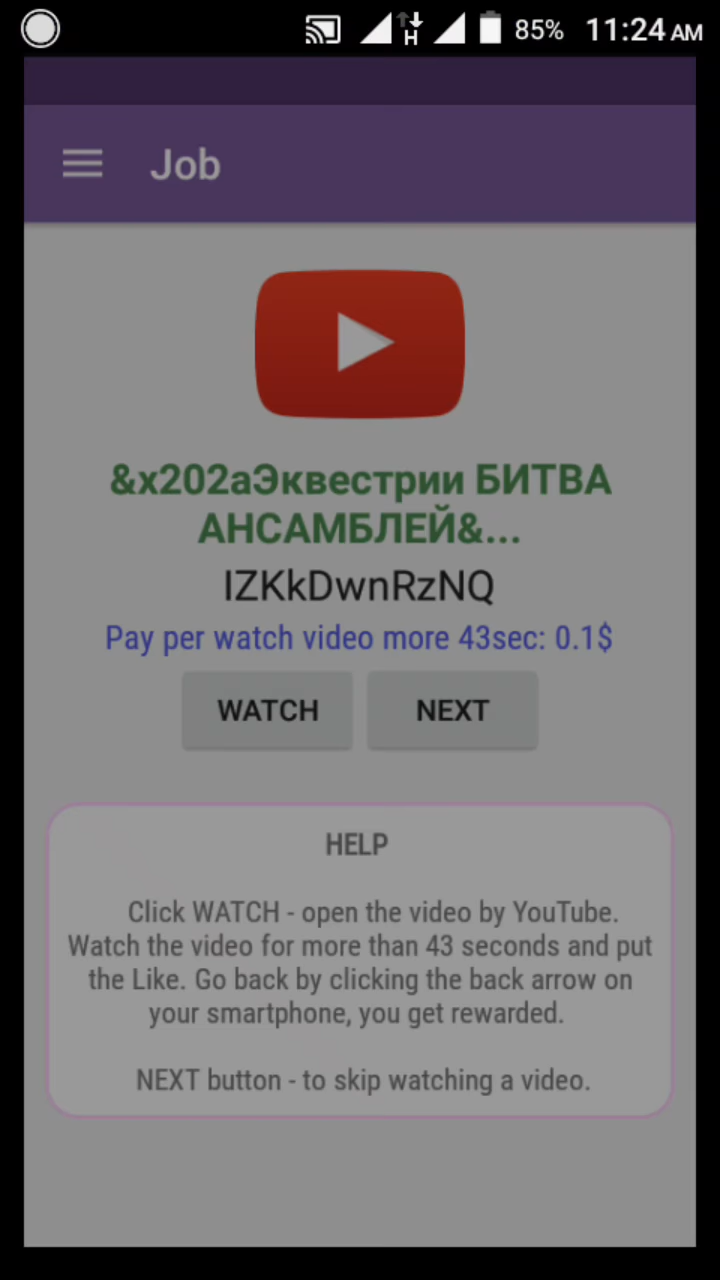 H 85% 11:24 AM
Job
&x202aЭквестрии БИТВА
АНСАМБЛЕЙ&...
IZKkDwnRzNQ
Pay per watch video more 43sec: 0.1$
WATCH NEXT
HELP
Click WATCH - open the video by YouTube.
Watch the video for more than 43 seconds and put
the Like. Go back by clicking the back arrow on
your smartphone, you get rewarded.
NEXT button - to skip watching a video.